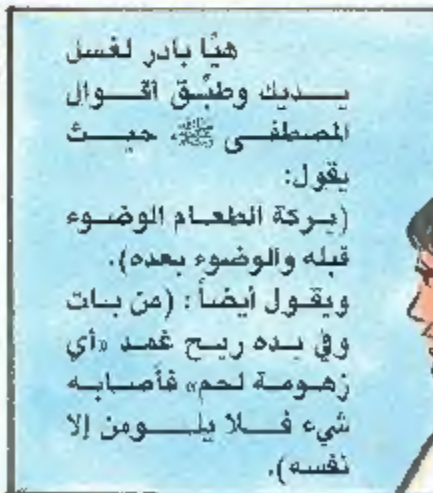 هيًا بادر لغسل
يديك وطبّق أقوال
المصطفى ﷺ، حيث
يقول:
(بركة الطعام الوضوء
قبله والوضوء بعده).
ويقول أيضاً: (من بات
وفي يده ريح غمد «أي
زهومة لحم» فأصابه
شيء فلا يلومن إلا
نفسه).